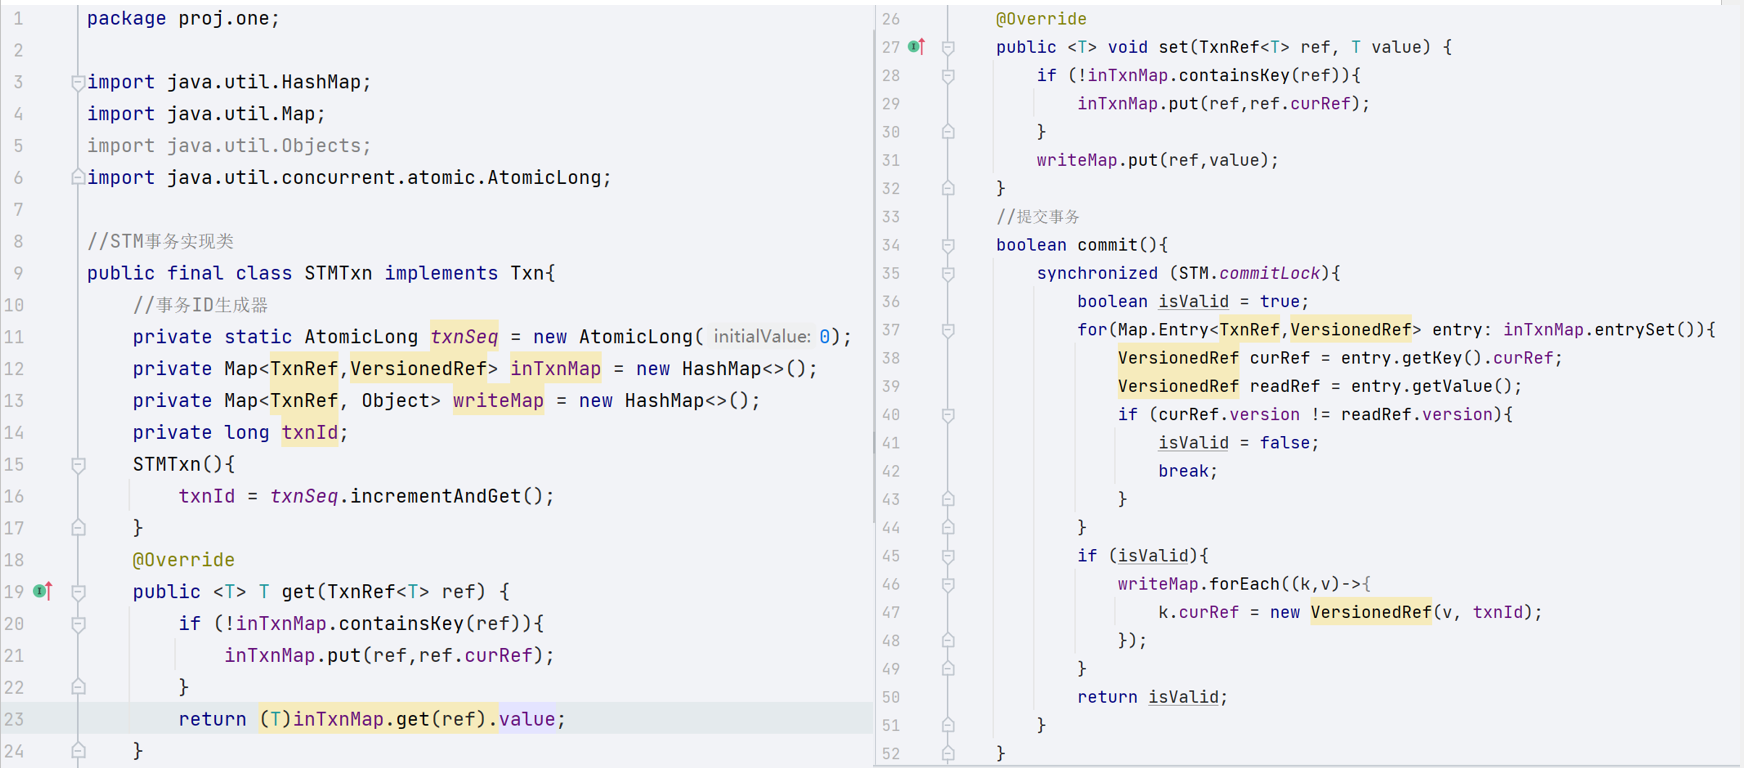 1 package proj.one;
2
3 import java.util.HashMap;
4 import java.util.Map;
5 import java.util.Objects;
6 import java.util.concurrent.atomic.AtomicLong;
7
8 //STM事务实现类
9 public final class STMTxn implements Txn{
10 //事务ID生成器
11 private static AtomicLong txnSeq = new AtomicLong( initialValue: 0);
12 private Map<TxnRef,VersionedRef> inTxnMap = new HashMap<>();
13 private Map<TxnRef, Object> writeMap = new HashMap<>();
14 private long txnId;
15 STMTxn(){
16 txnId = txnSeq.incrementAndGet();
17 }
18 @Override
19 public <T> T get(TxnRef<T> ref) {
20 if (!inTxnMap.containsKey(ref)){
21 inTxnMap.put(ref,ref.curRef);
22 }
23 return (T)inTxnMap.get(ref).value;
24 }
26 @Override
27 public <T> void set(TxnRef<T> ref, T value) {
28 if (!inTxnMap.containsKey(ref)){
29 inTxnMap.put(ref,ref.curRef);
30 }
31 writeMap.put(ref,value);
32 }
33 //提交事务
34 boolean commit(){
35 synchronized (STM.commitLock){
36 boolean isValid = true;
37 for(Map.Entry<TxnRef,VersionedRef> entry: inTxnMap.entrySet()){
38 VersionedRef curRef = entry.getKey().curRef;
39 VersionedRef readRef = entry.getValue();
40 if (curRef.version != readRef.version){
41 isValid = false;
42 break;
43 }
44 }
45 if (isValid){
46 writeMap.forEach((k,v)->{
47 k.curRef = new VersionedRef(v, txnId);
48 });
49 }
50 return isValid;
51 }
52 }